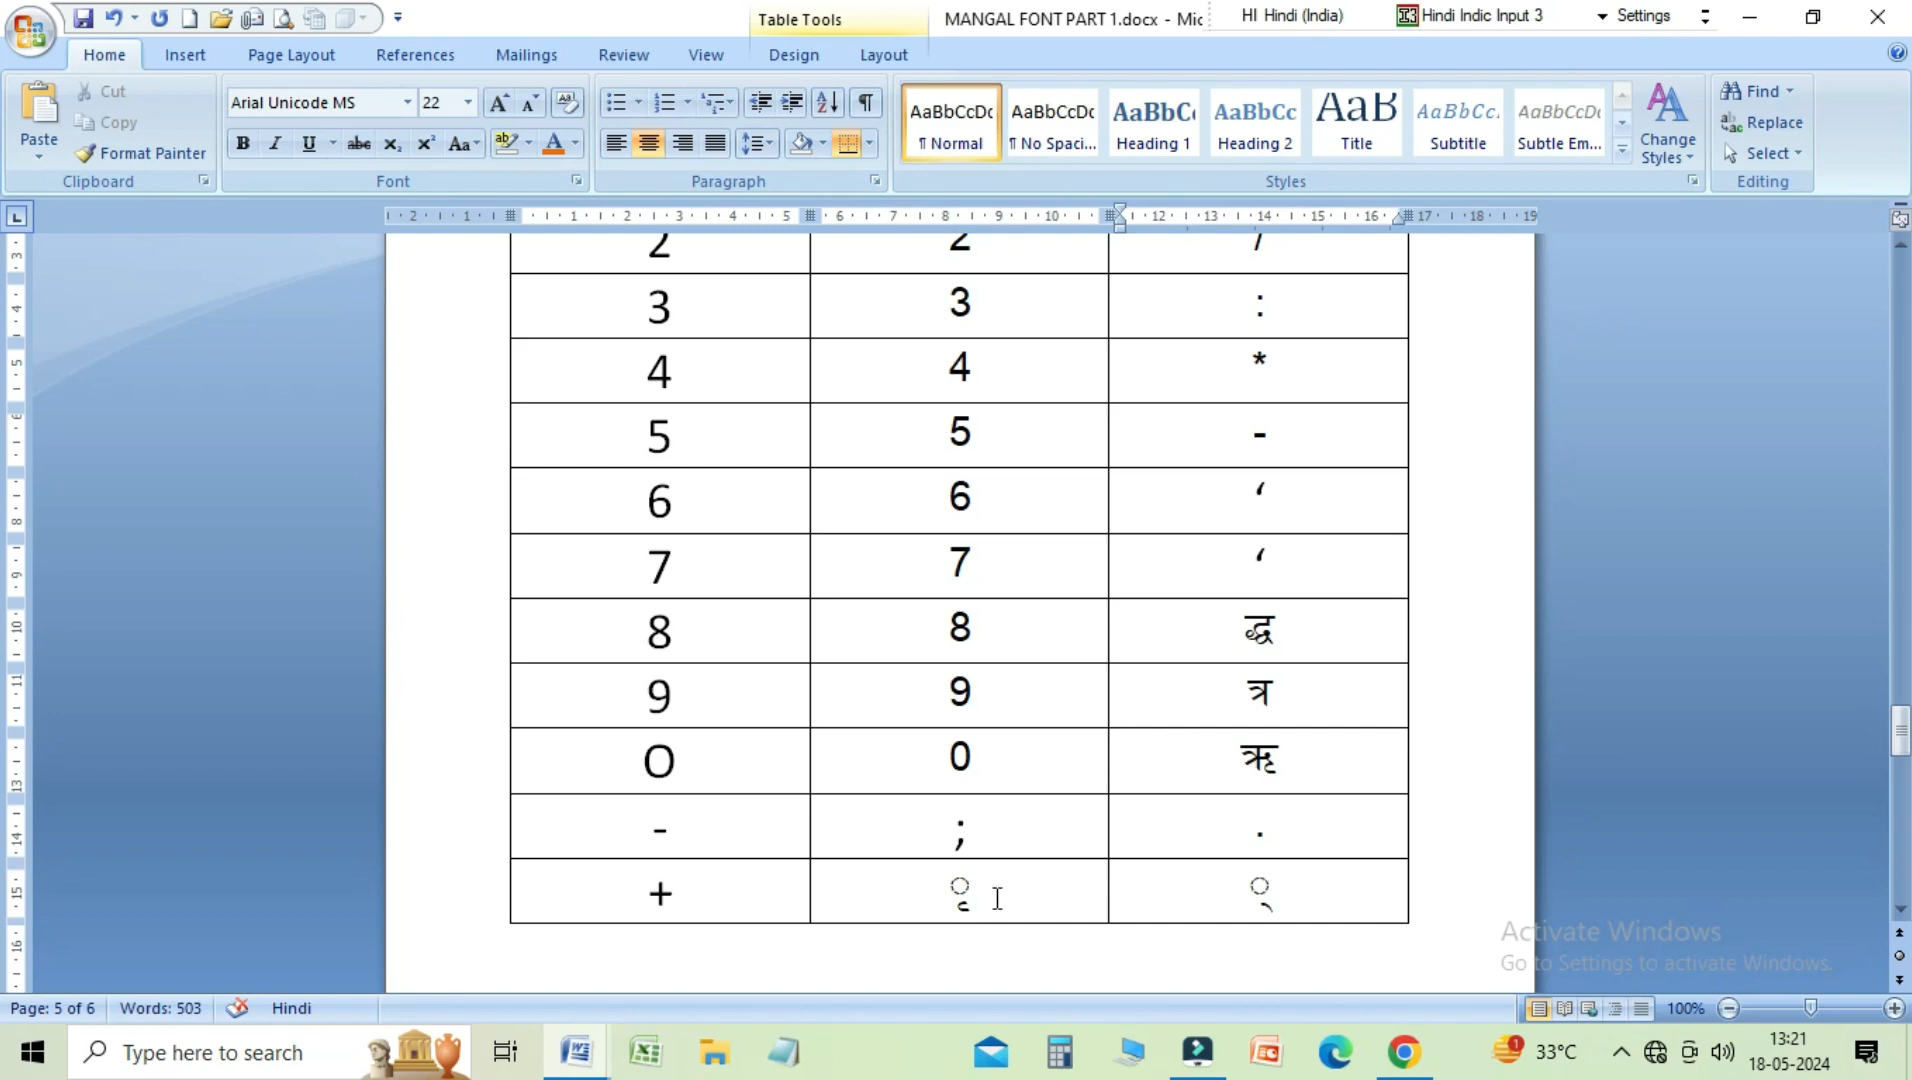 Table Tools
MANGAL FONT PART 1.docx - Mic
HI Hindi (India)
Hindi Indic Input 3
Settings
Home
Insert
Page Layout
References
Mailings
Review
View
Design
Layout
Paste
Cut
Copy
Format Painter
Clipboard
Arial Unicode MS
22
Font
Paragraph
AaBbCcDc
¶ Normal
AaBbCcDc
¶ No Spaci...
AaBbC
Heading 1
AaBbCc
Heading 2
AaB
Title
AaBbCc.
Subtitle
AaBbCcDc
Subtle Em...
Change
Styles
Styles
Find
Replace
Select
Editing
2 2 /
3 3 :
4 4 *
5 5 -
6 6 ‘
7 7 ‘
8 8 द्ध
9 9 त्र
O 0 ऋ
- ; .
+ ृ ्
Activate Windows
Go to Settings to activate Windows.
Page: 5 of 6
Words: 503
Hindi
100%
Type here to search
33°C
13:21
18-05-2024